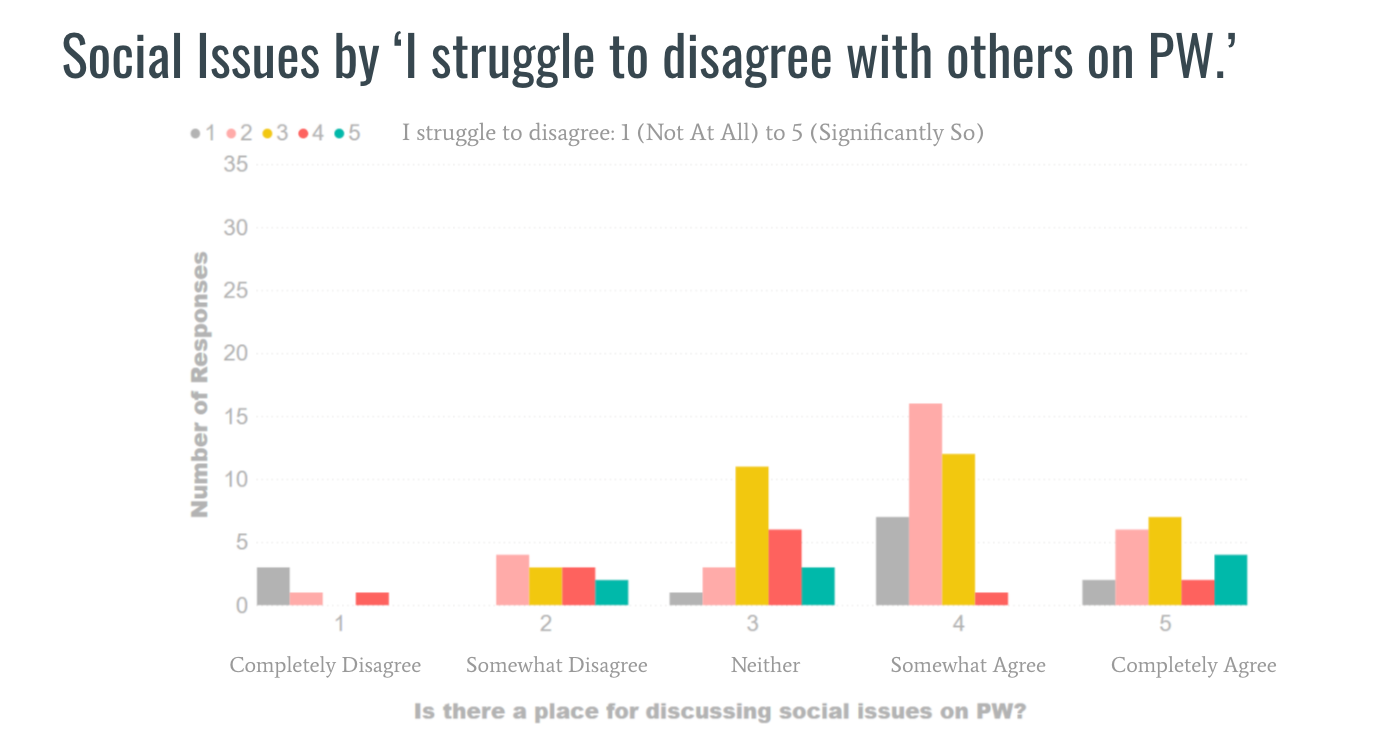 Social Issues by ‘I struggle to disagree with others on PW.’
1 2 3 4 5 I struggle to disagree: 1 (Not At All) to 5 (Significantly So)
35
30
25
20
15
10
5
0
Number of Responses
1 2 3 4 5
Completely Disagree Somewhat Disagree Neither Somewhat Agree Completely Agree
Is there a place for discussing social issues on PW?